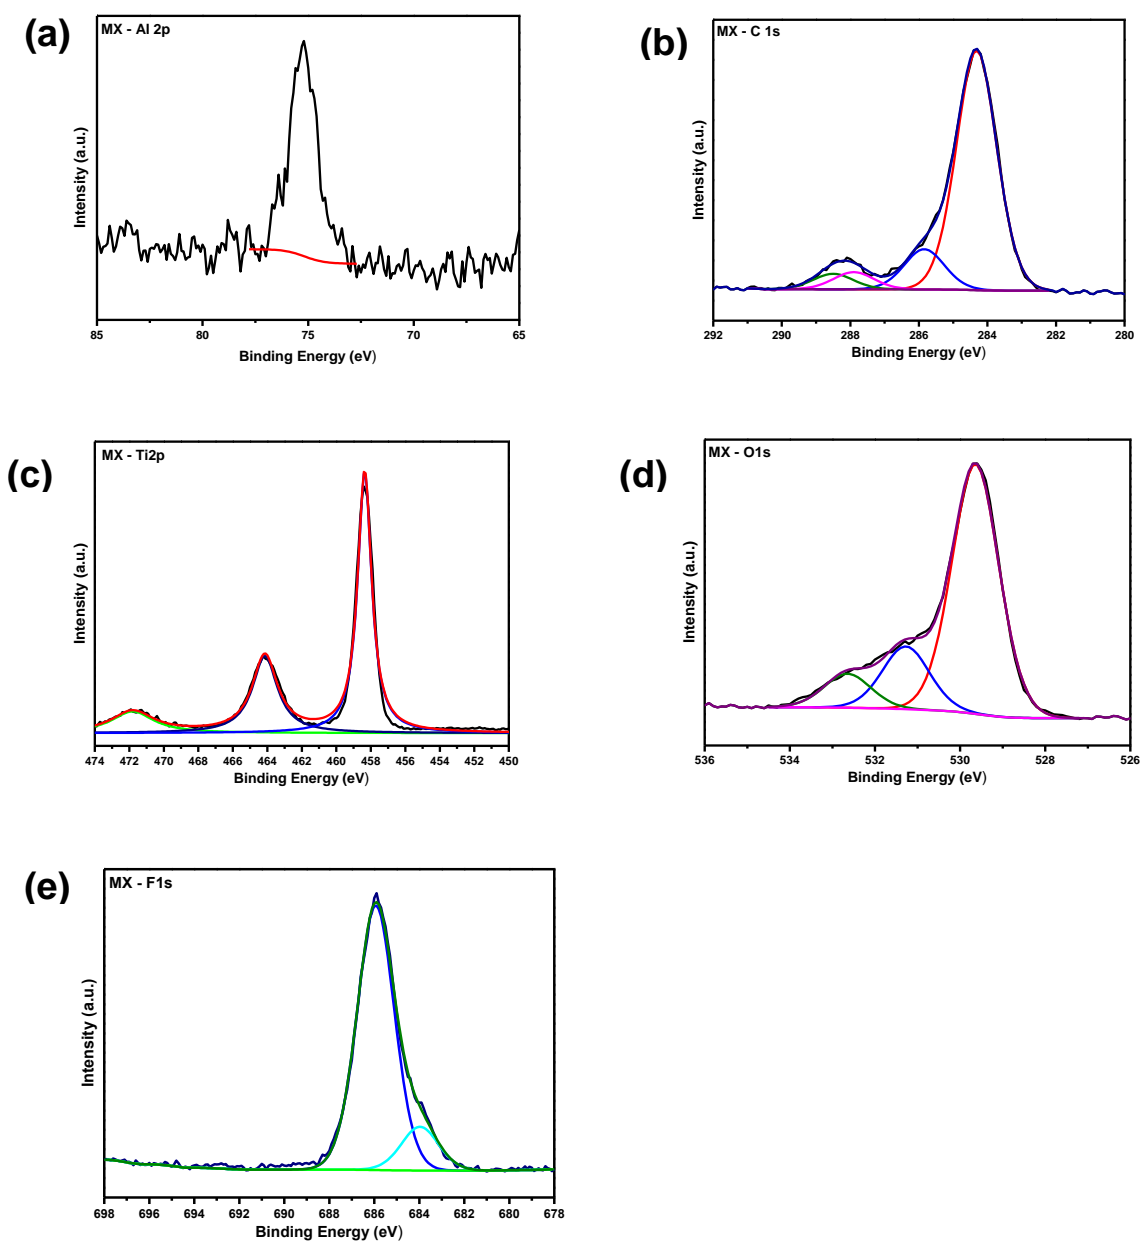 (a)
MX - Al 2p
Intensity (a.u.)
85 80 75 70 65
Binding Energy (eV)
(b)
MX - C 1s
Intensity (a.u.)
292 290 288 286 284 282 280
Binding Energy (eV)
(c)
MX - Ti2p
Intensity (a.u.)
474 472 470 468 466 464 462 460 458 456 454 452 450
Binding Energy (eV)
(d)
MX - O1s
Intensity (a.u.)
536 534 532 530 528 526
Binding Energy (eV)
(e)
MX - F1s
Intensity (a.u.)
698 696 694 692 690 688 686 684 682 680 678
Binding Energy (eV)